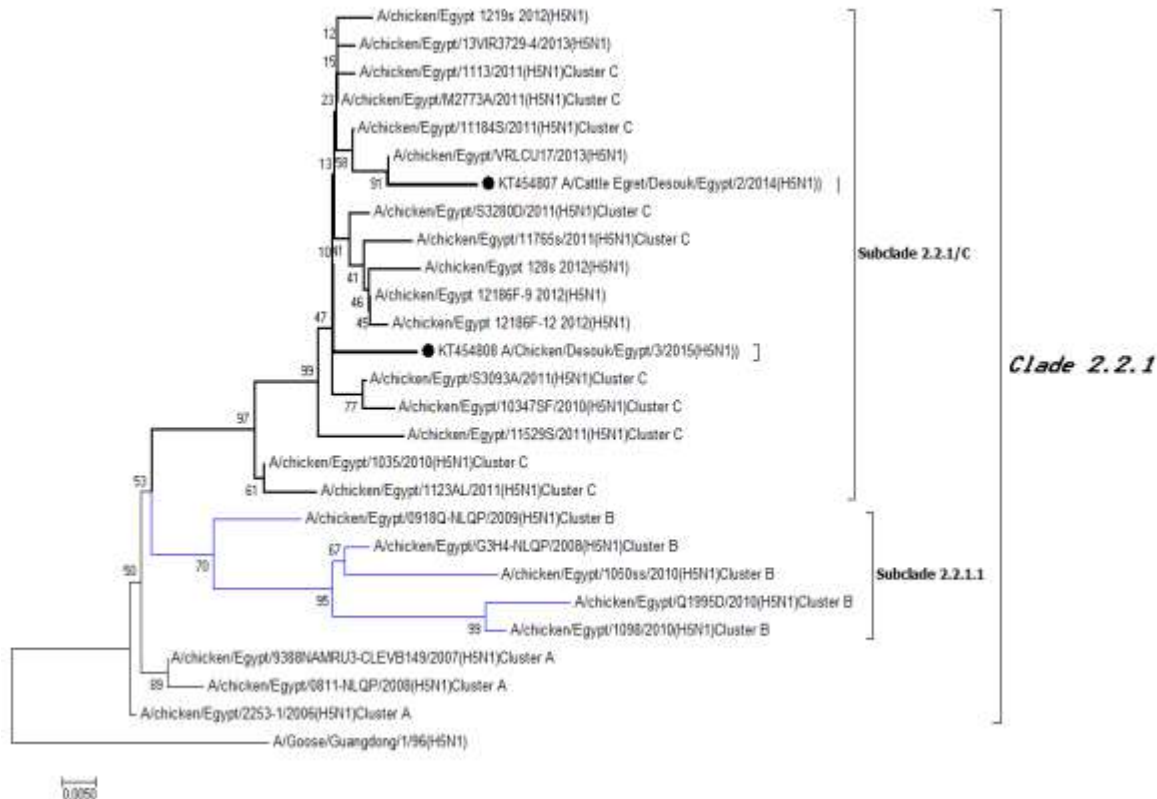 A/chicken/Egypt 1219s 2012(H5N1)
12
A/chicken/Egypt/13VIR3729-4/2013(H5N1)
15
A/chicken/Egypt/1113/2011(H5N1)Cluster C
23
A/chicken/Egypt/M2773A/2011(H5N1)Cluster C
A/chicken/Egypt/11184S/2011(H5N1)Cluster C
13
58
A/chicken/Egypt/VRLCU17/2013(H5N1)
91
KT454807 A/Cattle Egret/Desouk/Egypt/2/2014(H5N1))
A/chicken/Egypt/S3280D/2011(H5N1)Cluster C
A/chicken/Egypt/11765s/2011(H5N1)Cluster C
10
41
Subclade 2.2.1/C
A/chicken/Egypt 128s 2012(H5N1)
41
A/chicken/Egypt 12186F-9 2012(H5N1)
46
A/chicken/Egypt 12186F-12 2012(H5N1)
45
47
KT454808 A/Chicken/Desouk/Egypt/3/2015(H5N1))
Clade 2.2.1
A/chicken/Egypt/S3093A/2011(H5N1)Cluster C
99
77
A/chicken/Egypt/10347SF/2010(H5N1)Cluster C
97
A/chicken/Egypt/11529S/2011(H5N1)Cluster C
A/chicken/Egypt/1035/2010(H5N1)Cluster C
61
A/chicken/Egypt/1123AL/2011(H5N1)Cluster C
53
A/chicken/Egypt/0918Q-NLQP/2009(H5N1)Cluster B
A/chicken/Egypt/G3H4-NLQP/2008(H5N1)Cluster B
67
70
A/chicken/Egypt/1060ss/2010(H5N1)Cluster B
Subclade 2.2.1.1
95
A/chicken/Egypt/Q1995D/2010(H5N1)Cluster B
99
A/chicken/Egypt/1098/2010(H5N1)Cluster B
A/chicken/Egypt/9388NAMRU3-CLEVB149/2007(H5N1)Cluster A
89
A/chicken/Egypt/0811-NLQP/2008(H5N1)Cluster A
A/chicken/Egypt/2253-1/2006(H5N1)Cluster A
A/Goose/Guangdong/1/96(H5N1)
0.0050